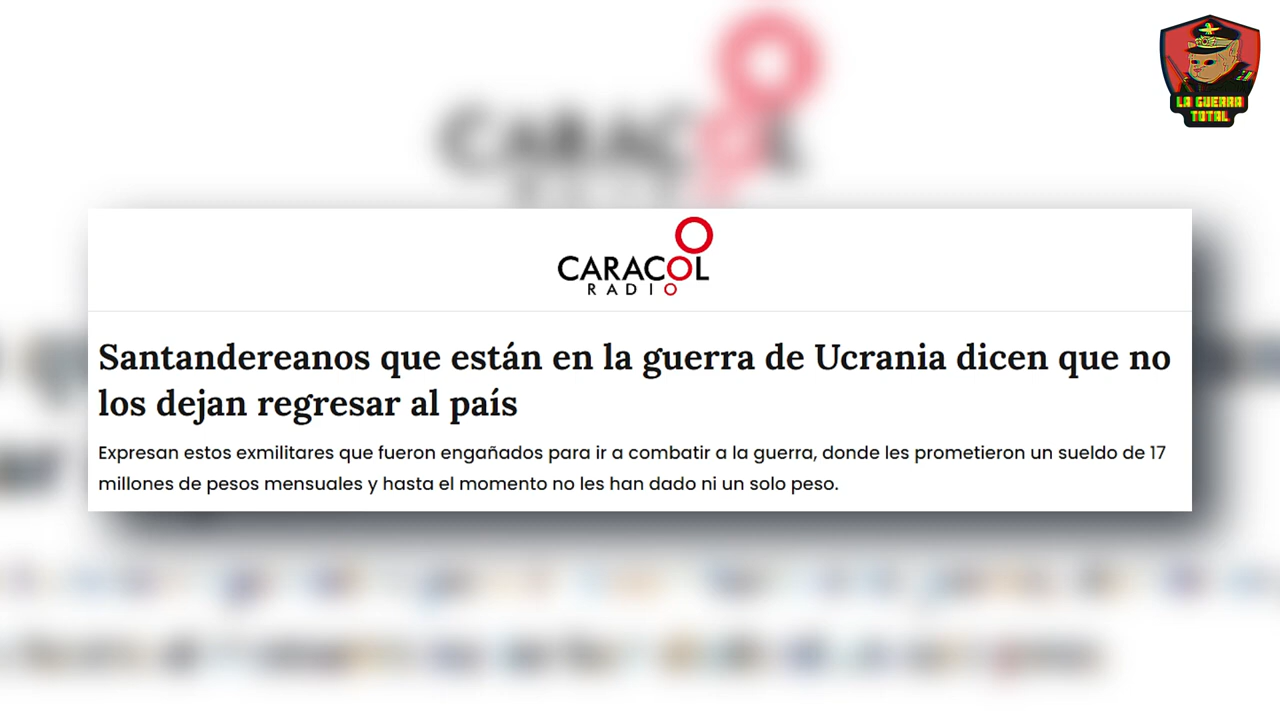 LA GUERRA
TOTAL
CARACOL
RADIO
Santandereanos que están en la guerra de Ucrania dicen que no
los dejan regresar al país
Expresan estos exmilitares que fueron engañados para ir a combatir a la guerra, donde les prometieron un sueldo de 17
millones de pesos mensuales y hasta el momento no les han dado ni un solo peso.